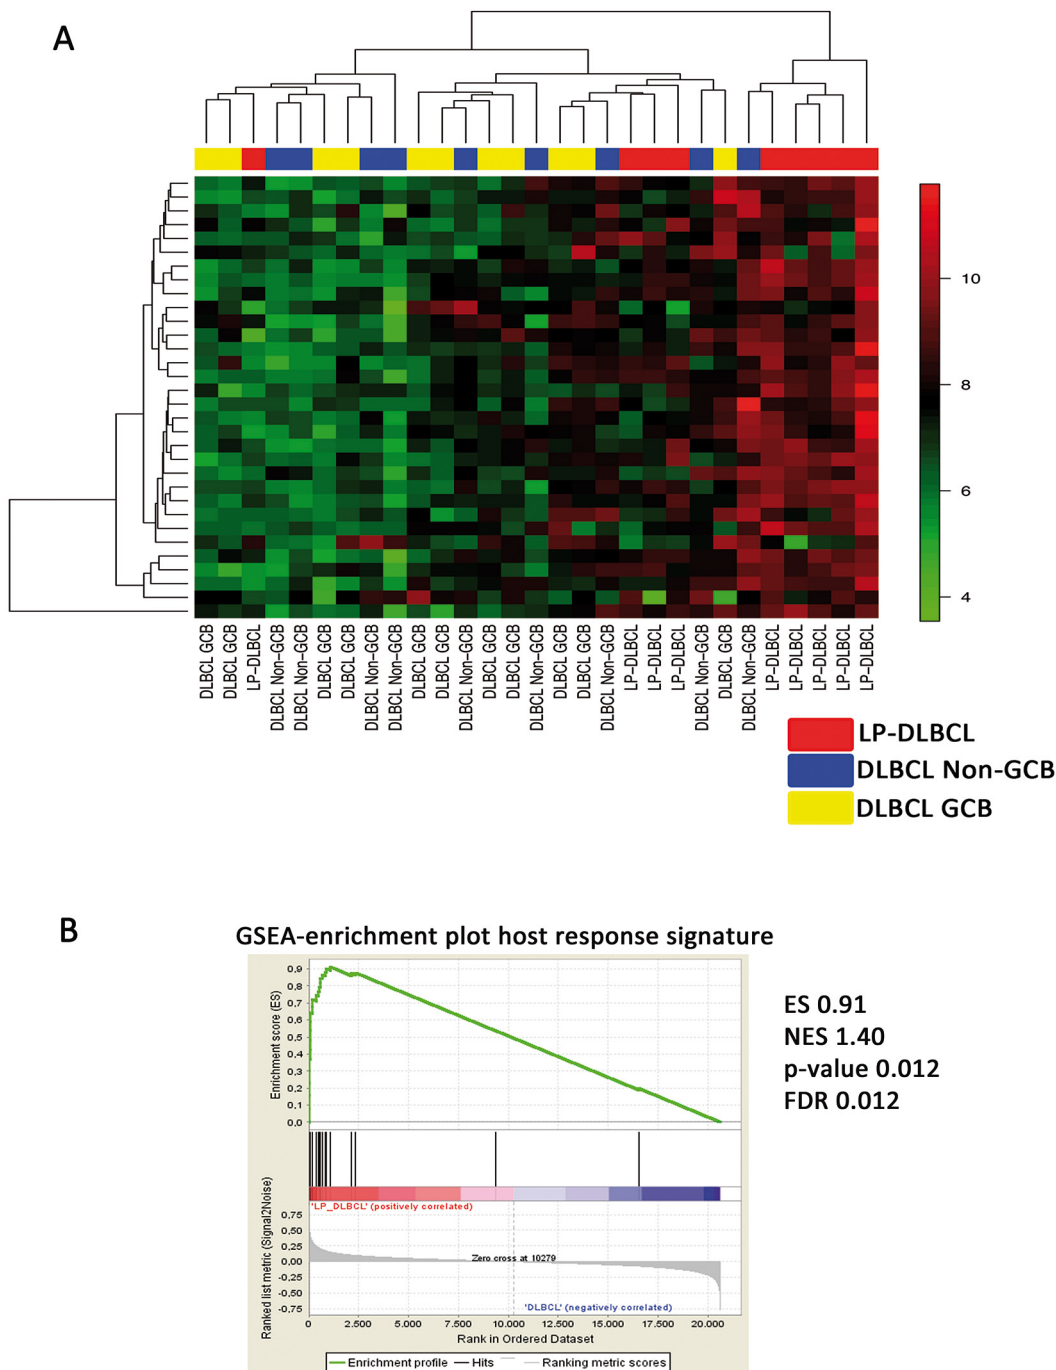 A
10
8
6
4
DLBCL GCB
DLBCL GCB
LP-DLBCL
DLBCL Non-GCB
DLBCL Non-GCB
DLBCL GCB
DLBCL GCB
DLBCL Non-GCB
DLBCL Non-GCB
DLBCL GCB
DLBCL GCB
DLBCL Non-GCB
DLBCL GCB
DLBCL GCB
DLBCL Non-GCB
DLBCL GCB
DLBCL GCB
DLBCL Non-GCB
LP-DLBCL
LP-DLBCL
LP-DLBCL
DLBCL Non-GCB
DLBCL GCB
DLBCL Non-GCB
LP-DLBCL
LP-DLBCL
LP-DLBCL
LP-DLBCL
LP-DLBCL
LP-DLBCL
DLBCL Non-GCB
DLBCL GCB
B
GSEA-enrichment plot host response signature
Enrichment score (ES)
0,9
0,8
0,7
0,6
0,5
0,4
0,3
0,2
0,1
0,0
ES 0.91
NES 1.40
p-value 0.012
FDR 0.012
'LP_DLBCL' (positively correlated)
Ranked list metric (Signal2Noise)
0,75
0,50
0,25
0,00
-0,25
-0,50
-0,75
Zero cross at 10279
'DLBCL' (negatively correlated)
0 2.500 5.000 7.500 10.000 12.500 15.000 17.500 20.000
Rank in Ordered Dataset
Enrichment profile Hits Ranking metric scores